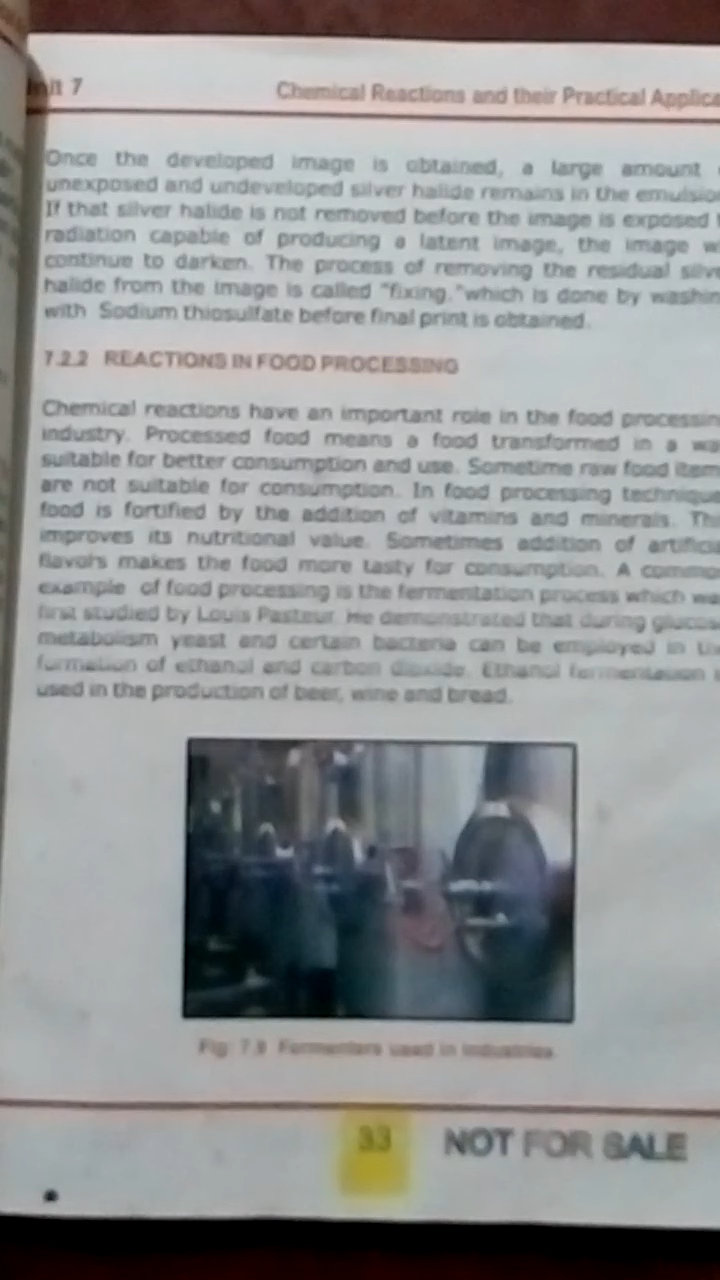 nit 7
Chemical Reactions and their Practical Applica
Once the developed image is obtained, a large amount
unexposed and undeveloped silver halide remains in the emulsio
If that silver halide is not removed before the image is exposed
radiation capable of producing a latent image, the image w
continue to darken. The process of removing the residual silve
halide from the image is called "fixing,"which is done by washin
with Sodium thiosulfate before final print is obtained.
7.2.2 REACTIONS IN FOOD PROCESSING
Chemical reactions have an important role in the food processin
industry. Processed food means a food transformed in a wa
suitable for better consumption and use. Sometime raw food item
are not suitable for consumption. In food processing technique
food is fortified by the addition of vitamins and minerals. Thi
improves its nutritional value. Sometimes addition of artificia
flavors makes the food more tasty for consumption. A commo
example of food processing is the fermentation process which wa
first studied by Louis Pasteur. He demonstrated that during glucos
metabolism yeast and certain bacteria can be employed in th
formation of ethanol and carbon dioxide. Ethanol fermentation i
used in the production of beer, wine and bread.
Fig: 7.9 Fermenters used in industries.
33
NOT FOR SALE